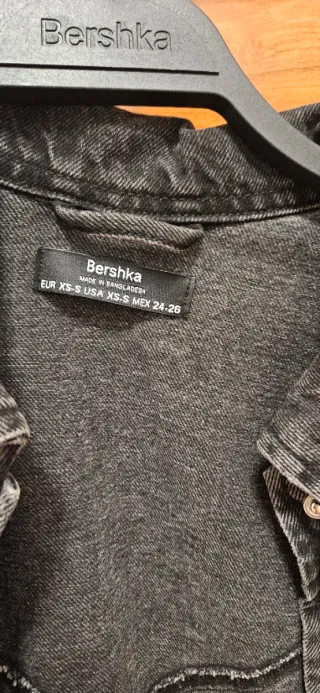 Bershka
Bershka
MADE IN BANGLADESH
EUR XS-S USA XS-S MEX 24-26